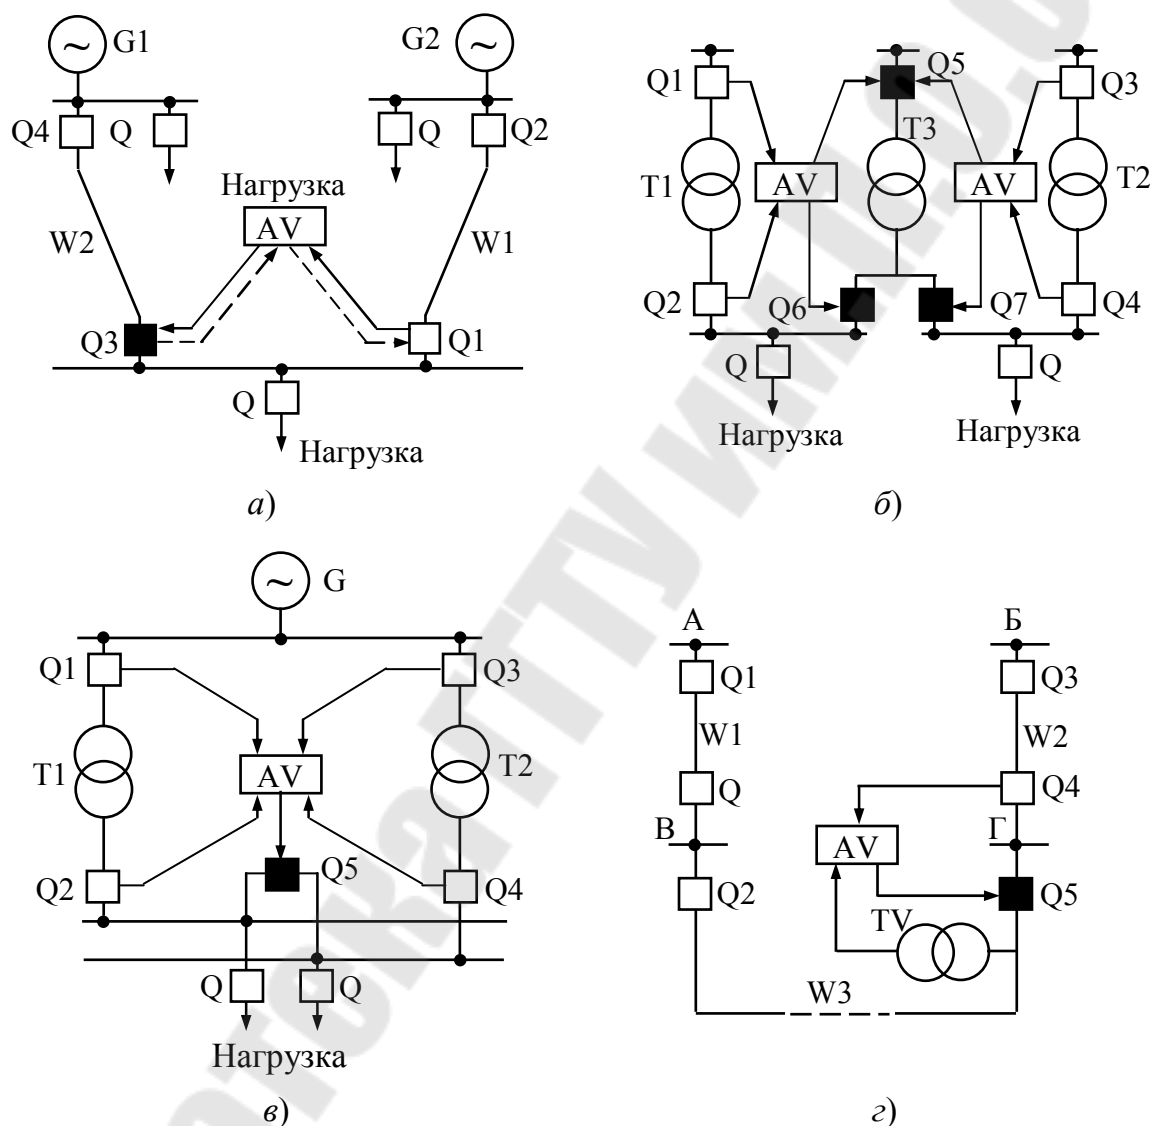 G1
G2
Q4
Q
Q
Q2
Нагрузка
AV
W2
W1
Q3
Q1
Q
Нагрузка
а)
Q1
Q5
Q3
T3
T1
AV
AV
T2
Q2
Q6
Q7
Q4
Q
Q
Нагрузка
Нагрузка
б)
G
Q1
Q3
T1
AV
T2
Q2
Q5
Q4
Q
Q
Нагрузка
в)
А
Б
Q1
Q3
W1
W2
Q
Q4
В
Г
AV
Q2
Q5
TV
W3
г)